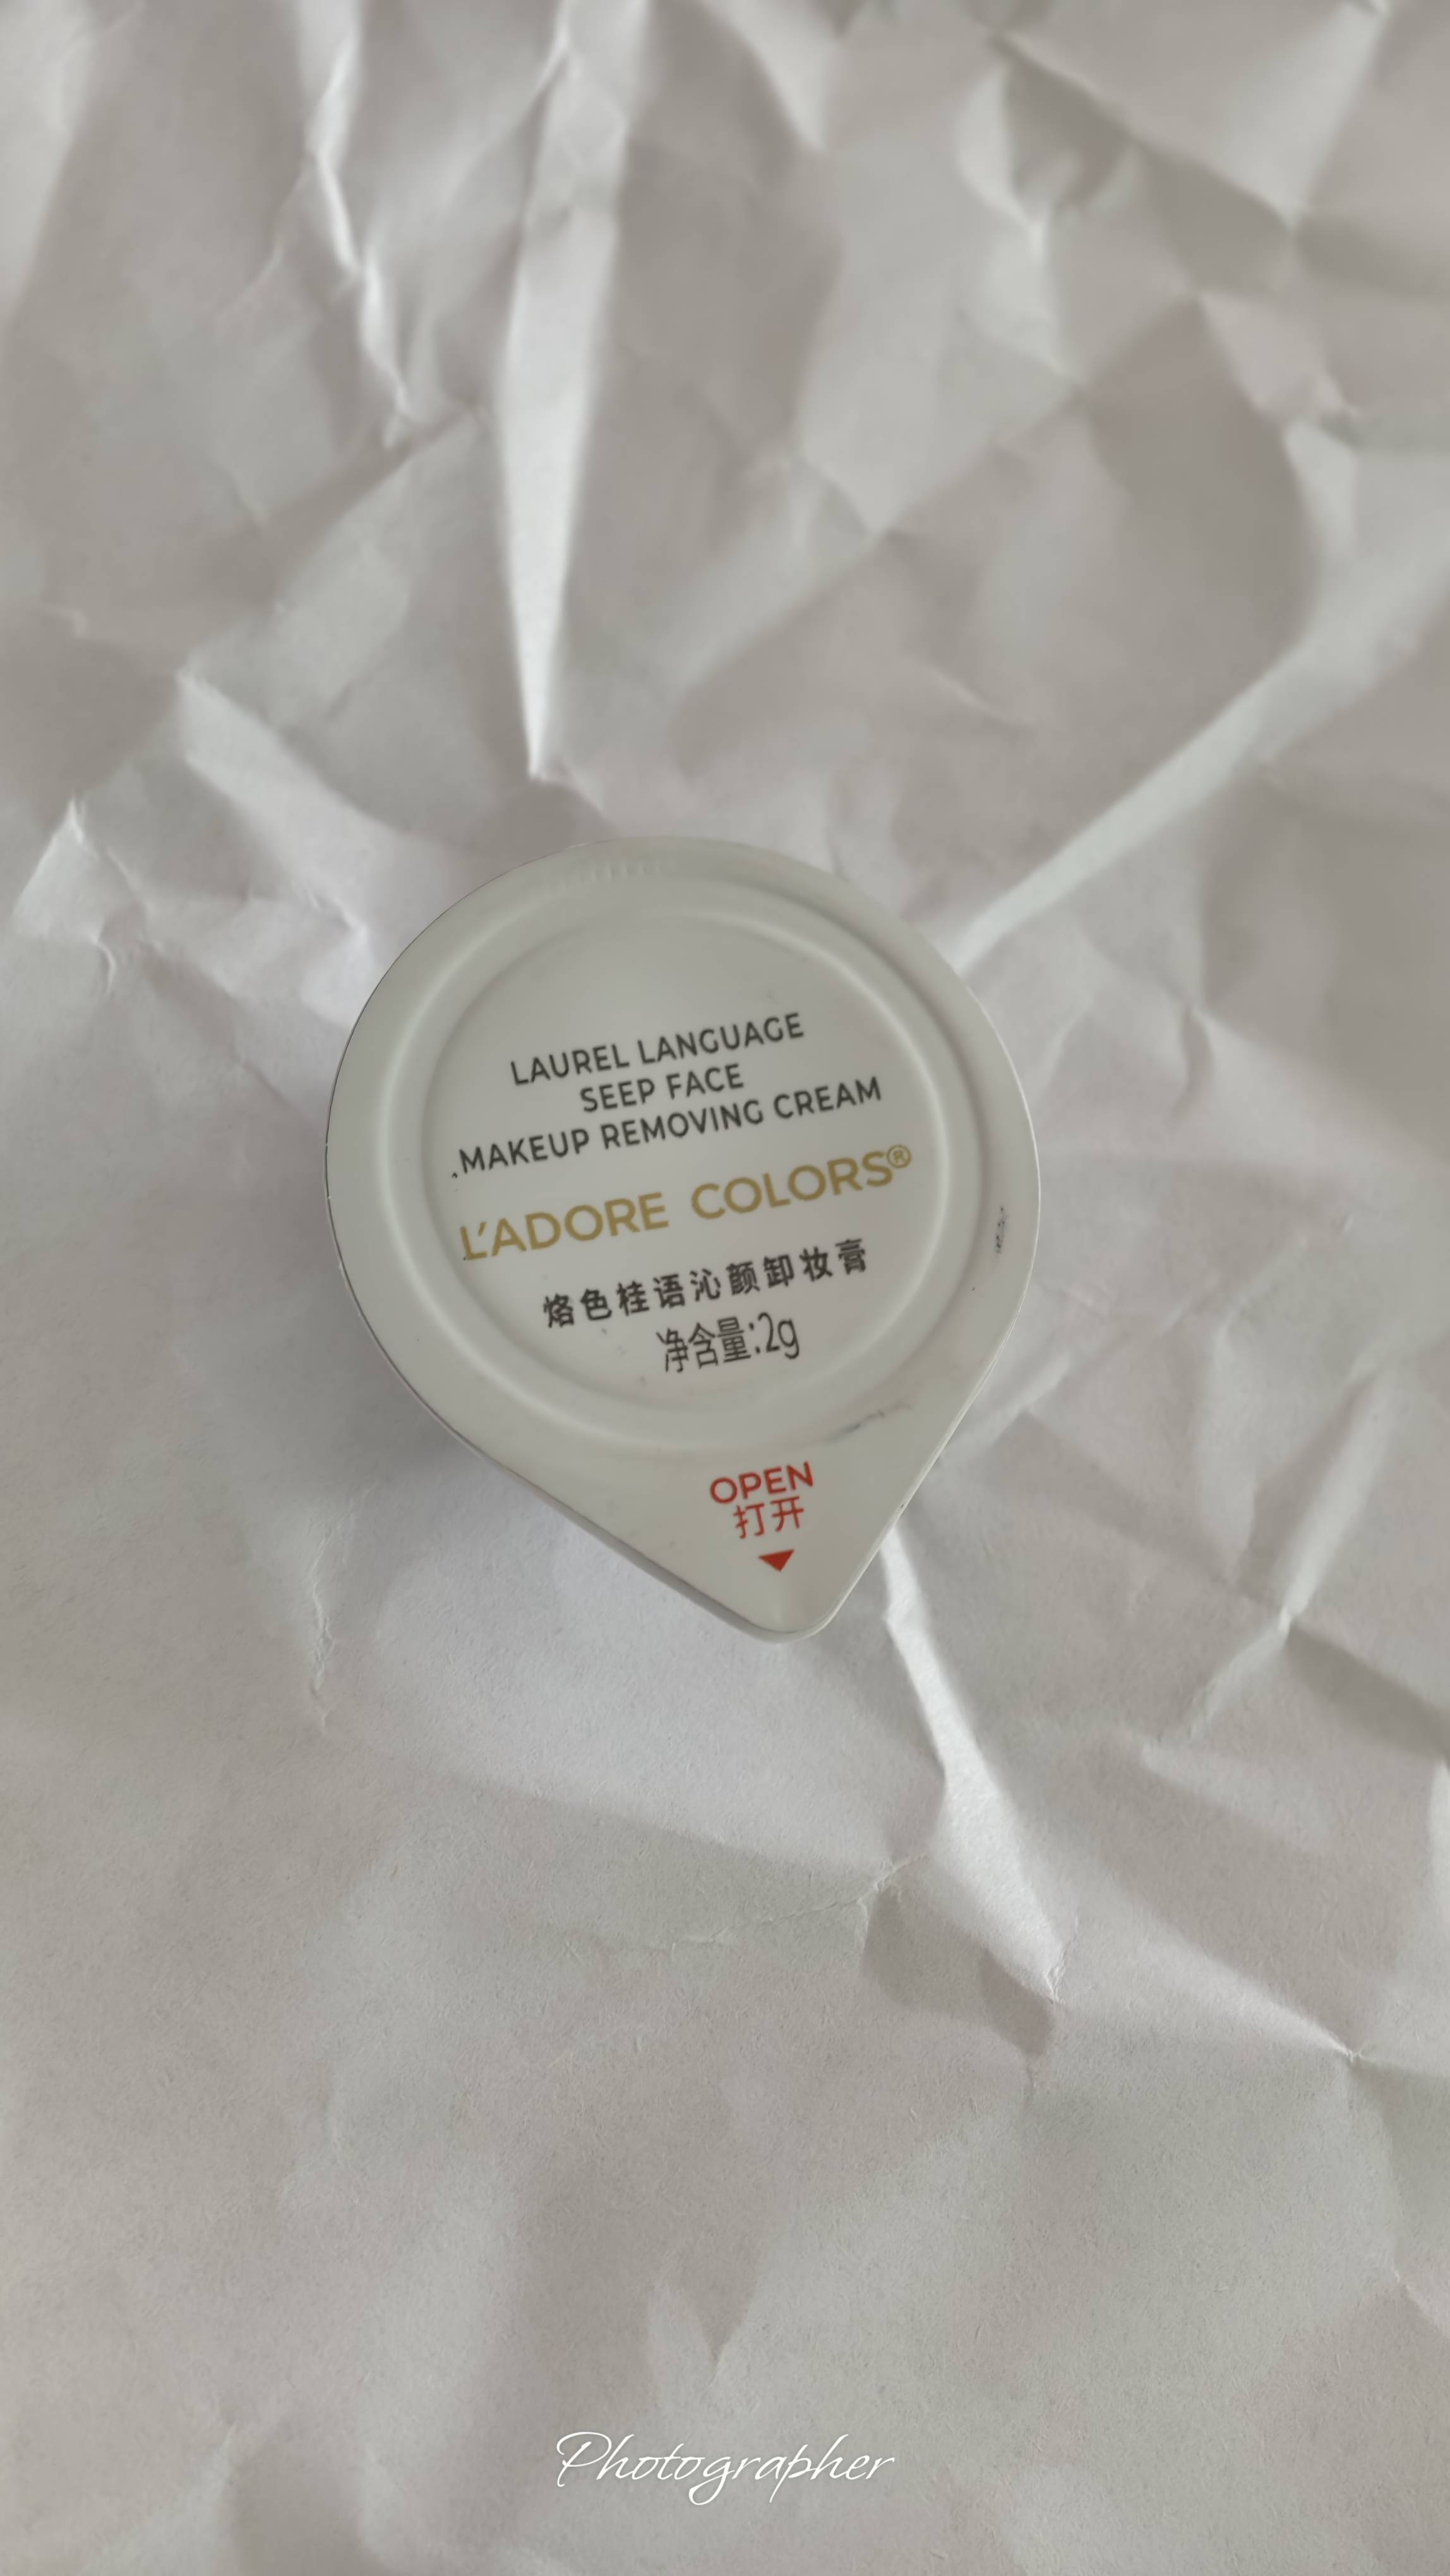 LAUREL LANGUAGE
SEEP FACE
MAKEUP REMOVING CREAM
L'ADORE COLORS®
烙色桂语沁颜卸妆膏
净含量:2g
OPEN
打开
Photographer